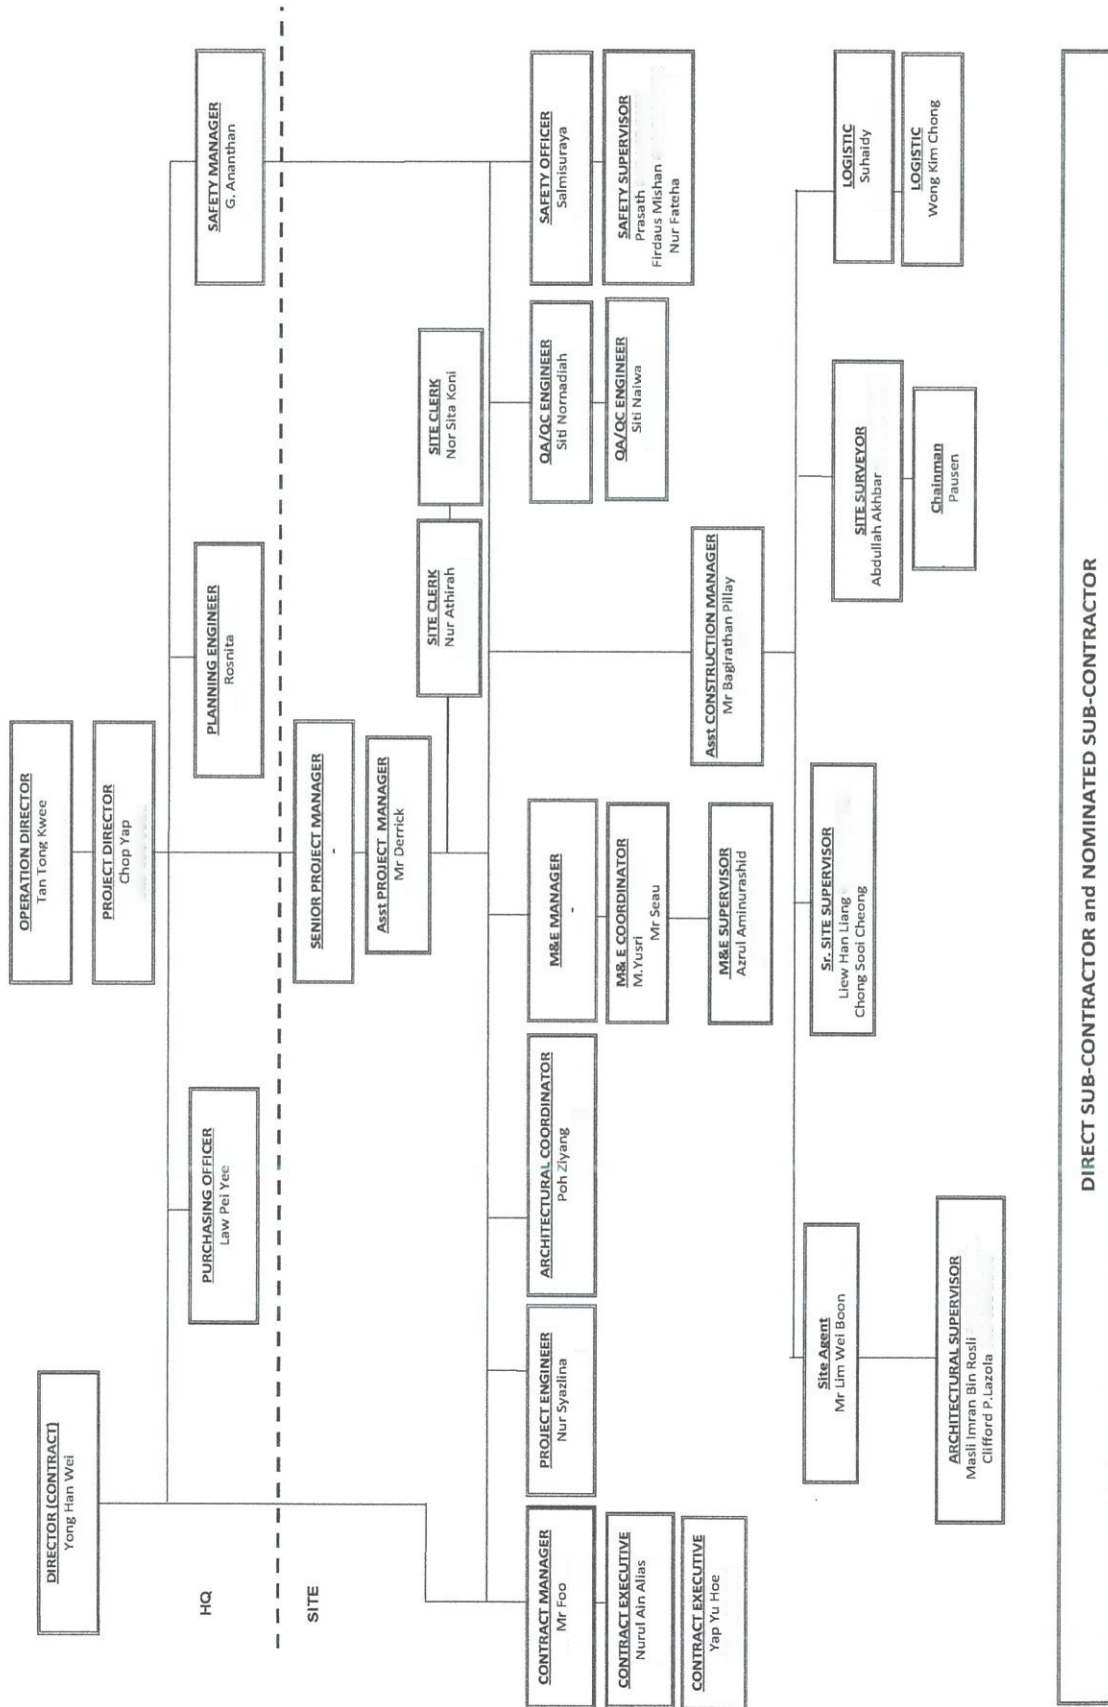 OPERATION DIRECTOR
Tan Tong Kwee
DIRECTOR (CONTRACT)
Yong Han Wei
PROJECT DIRECTOR
Chop Yap
HQ
PURCHASING OFFICER
Law Pei Yee
PLANNING ENGINEER
Rosnita
SAFETY MANAGER
G. Ananthan
SITE
SENIOR PROJECT MANAGER
-
Asst PROJECT MANAGER
Mr Derrick
SITE CLERK
Nur Athirah
SITE CLERK
Nor Sita Koni
CONTRACT MANAGER
Mr Foo
PROJECT ENGINEER
Nur Syazlina
ARCHITECTURAL COORDINATOR
Poh Ziyang
M&E MANAGER
-
QA/QC ENGINEER
Siti Nornadiah
SAFETY OFFICER
Salmisuraya
CONTRACT EXECUTIVE
Nurul Ain Alias
M& E COORDINATOR
M.Yusri
Mr Seau
QA/QC ENGINEER
Siti Naiwa
SAFETY SUPERVISOR
Prasath
Firdaus Mishan
Nur Fateha
CONTRACT EXECUTIVE
Yap Yu Hoe
M&E SUPERVISOR
Azrul Aminurashid
Asst CONSTRUCTION MANAGER
Mr Bagirathan Pillay
Site Agent
Mr Lim Wei Boon
Sr. SITE SUPERVISOR
Liew Han Liang
Chong Sooi Cheong
SITE SURVEYOR
Abdullah Akhbar
LOGISTIC
Suhaidy
ARCHITECTURAL SUPERVISOR
Masli Imran Bin Rosli
Clifford P.Lazola
Chainman
Pausen
LOGISTIC
Wong Kim Chong
DIRECT SUB-CONTRACTOR and NOMINATED SUB-CONTRACTOR